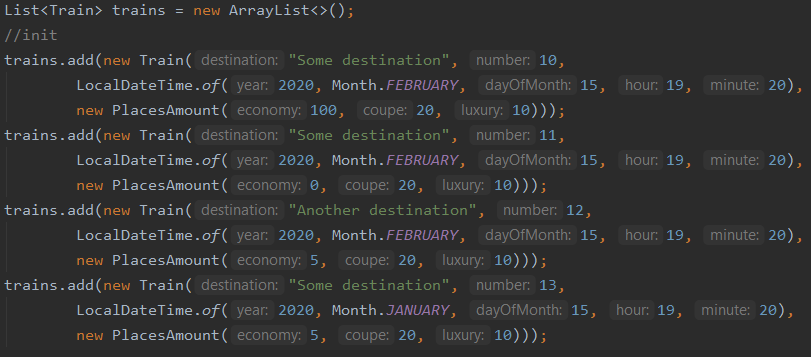 List<Train> trains = new ArrayList<>();
//init
trains.add(new Train( destination: "Some destination", number: 10,
LocalDateTime.of( year: 2020, Month.FEBRUARY, dayOfMonth: 15, hour: 19, minute: 20),
new PlacesAmount( economy: 100, coupe: 20, luxury: 10)));
trains.add(new Train( destination: "Some destination", number: 11,
LocalDateTime.of( year: 2020, Month.FEBRUARY, dayOfMonth: 15, hour: 19, minute: 20),
new PlacesAmount( economy: 0, coupe: 20, luxury: 10)));
trains.add(new Train( destination: "Another destination", number: 12,
LocalDateTime.of( year: 2020, Month.FEBRUARY, dayOfMonth: 15, hour: 19, minute: 20),
new PlacesAmount( economy: 5, coupe: 20, luxury: 10)));
trains.add(new Train( destination: "Some destination", number: 13,
LocalDateTime.of( year: 2020, Month.JANUARY, dayOfMonth: 15, hour: 19, minute: 20),
new PlacesAmount( economy: 5, coupe: 20, luxury: 10)));